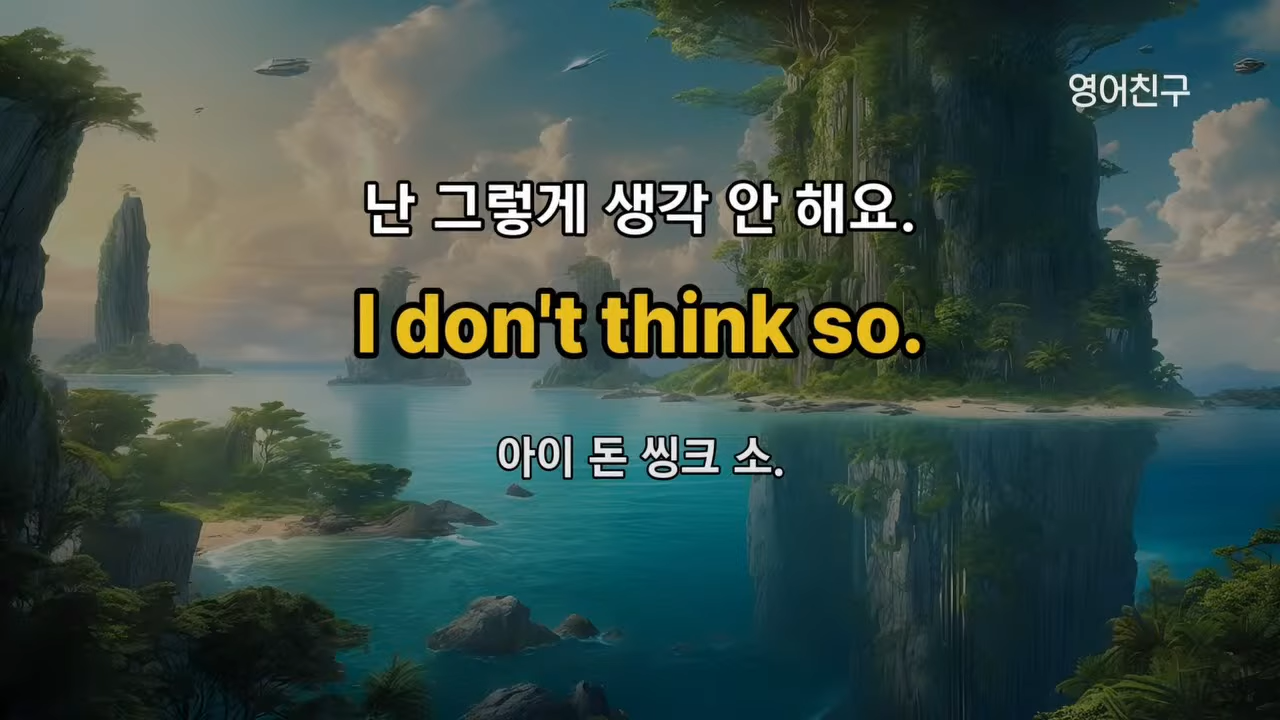 영어친구
난 그렇게 생각 안 해요.
I don't think so.
아이 돈 씽크 소.